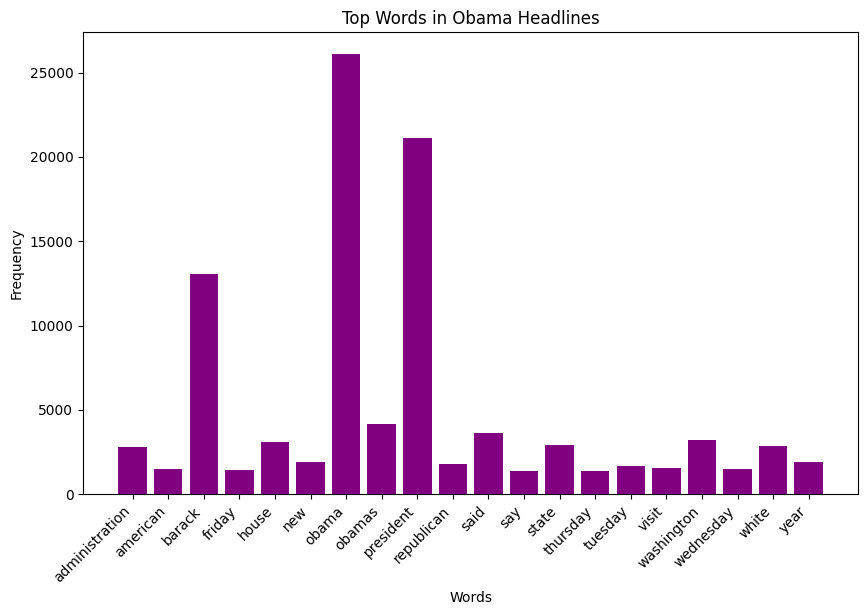 Top Words in Obama Headlines
Frequency
25000
20000
15000
10000
5000
0
administration
american
barack
friday
house
new
obama
obamas
president
republican
said
say
state
thursday
tuesday
visit
washington
wednesday
white
year
Words